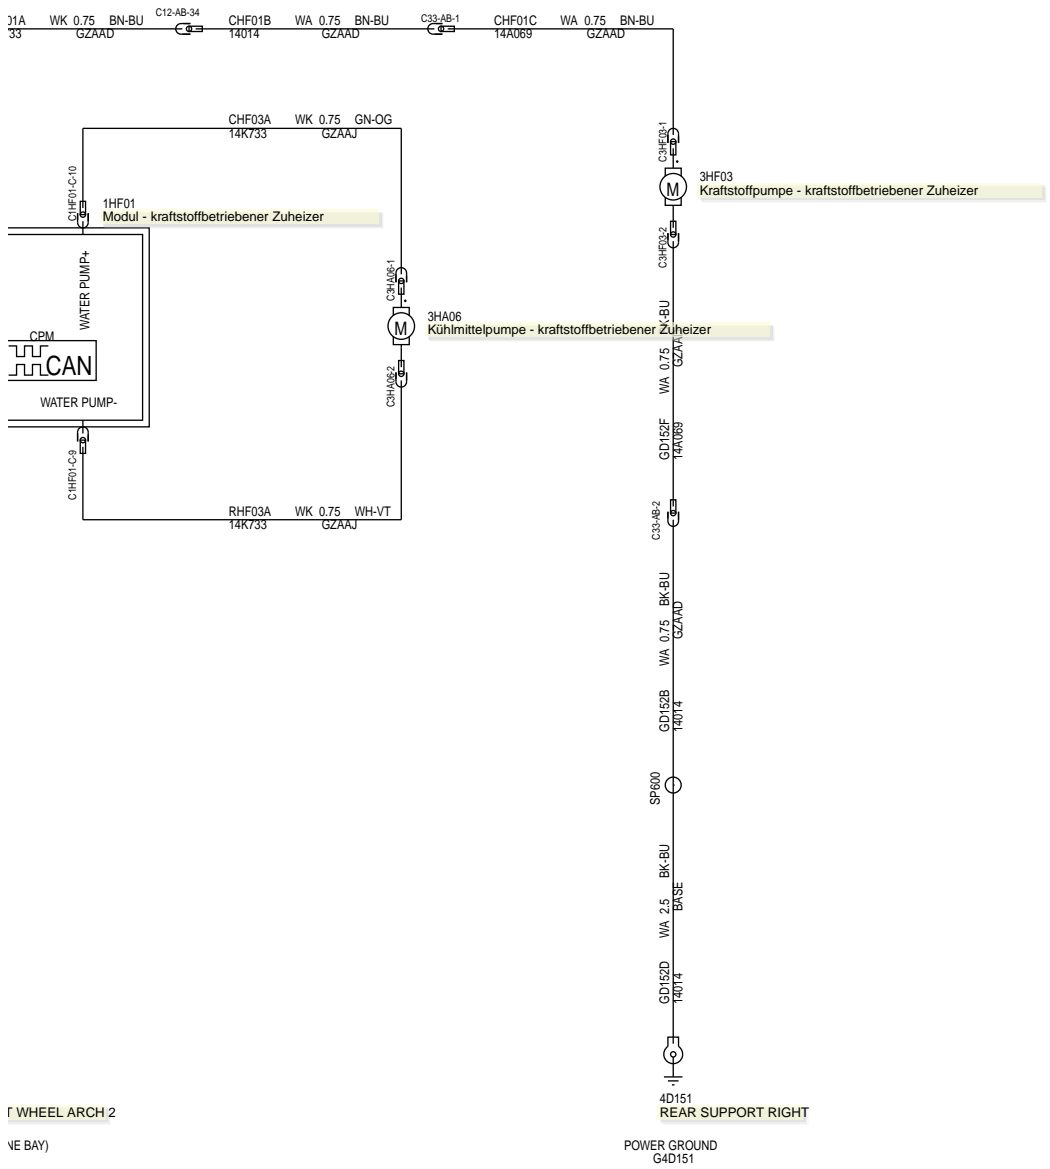 01A WK 0.75 BN-BU
33 GZAAD
C12-AB-34
CHF01B WA 0.75 BN-BU
14014 GZAAD
C33-AB-1
CHF01C WA 0.75 BN-BU
14A069 GZAAD
CHF03A WK 0.75 GN-OG
14K733 GZAAJ
C3HF03-1
M
3HF03
Kraftstoffpumpe - kraftstoffbetriebener Zuheizer
C3HF03-2
C1HF01-C-10
1HF01
Modul - kraftstoffbetriebener Zuheizer
WATER PUMP+
C3HA06-1
M
3HA06
Kühlmittelpumpe - kraftstoffbetriebener Zuheizer
C3HA06-2
CPM
CAN
WATER PUMP-
C1HF01-C-9
RHF03A WK 0.75 WH-VT
14K733 GZAAJ
GD152F WA 0.75 BK-BU
14A069 GZAAD
C33-AB-2
GD152B WA 0.75 BK-BU
14014 GZAAD
SP600
GD152D WA 2.5 BK-BU
14014 BASE
4D151
REAR SUPPORT RIGHT
T WHEEL ARCH 2
NE BAY)
POWER GROUND
G4D151